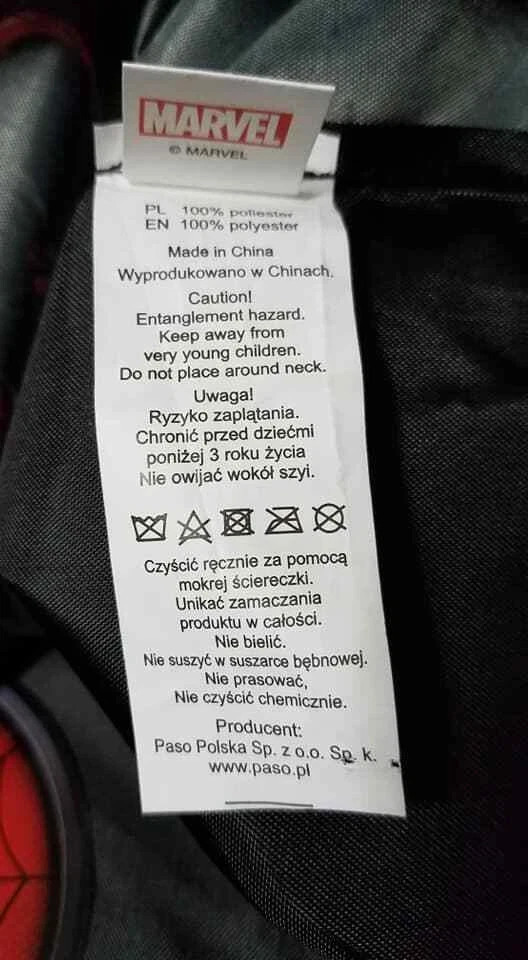 MARVEL
© MARVEL
PL 100% poliester
EN 100% polyester
Made in China
Wyprodukowano w Chinach.
Caution!
Entanglement hazard.
Keep away from
very young children.
Do not place around neck.
Uwaga!
Ryzyko zaplątania.
Chronić przed dziećmi
poniżej 3 roku życia
Nie owijać wokół szyi.
Czyścić ręcznie za pomocą
mokrej ściereczki.
Unikać zamaczania
produktu w całości.
Nie bielić.
Nie suszyć w suszarce bębnowej.
Nie prasować,
Nie czyścić chemicznie.
Producent:
Paso Polska Sp. z o.o. Sp. k.
www.paso.pl